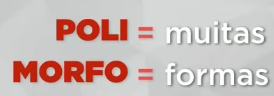 POLI = muitas
MORFO = formas